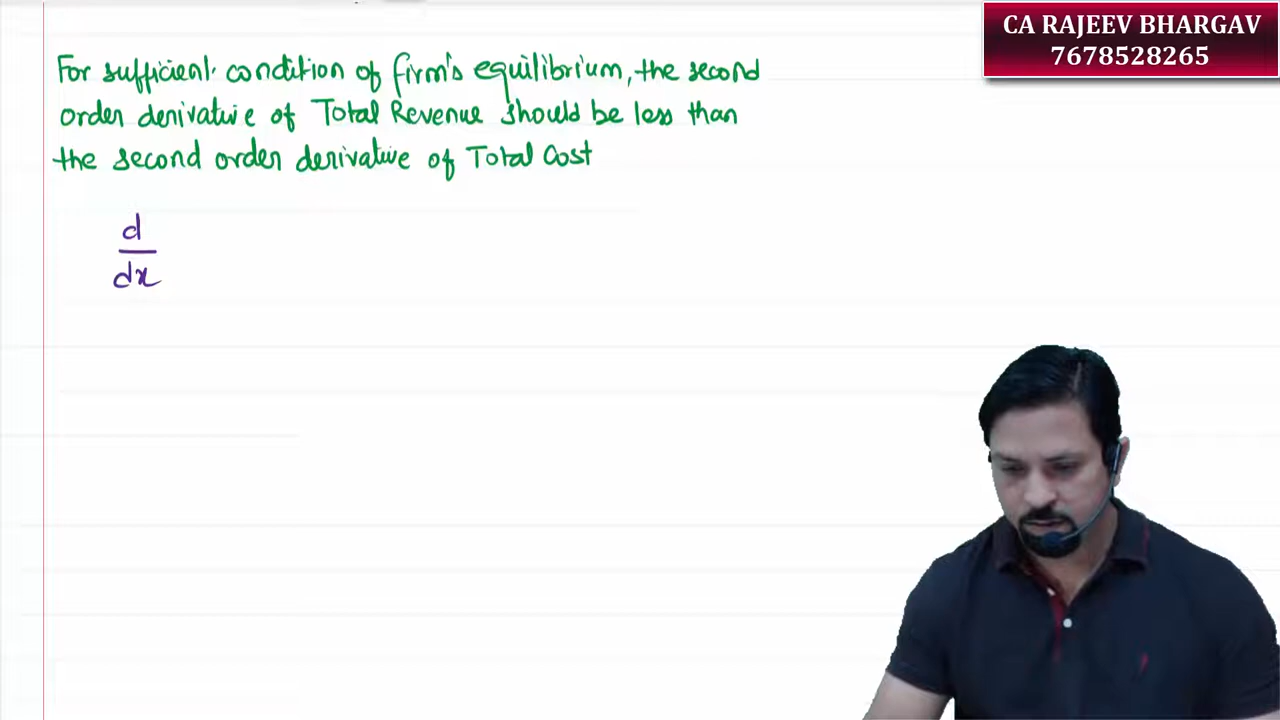 CA RAJEEV BHARGAV
7678528265
For sufficient condition of firm's equilibrium, the second
order derivative of Total Revenue should be less than
the second order derivative of Total Cost
d
dx